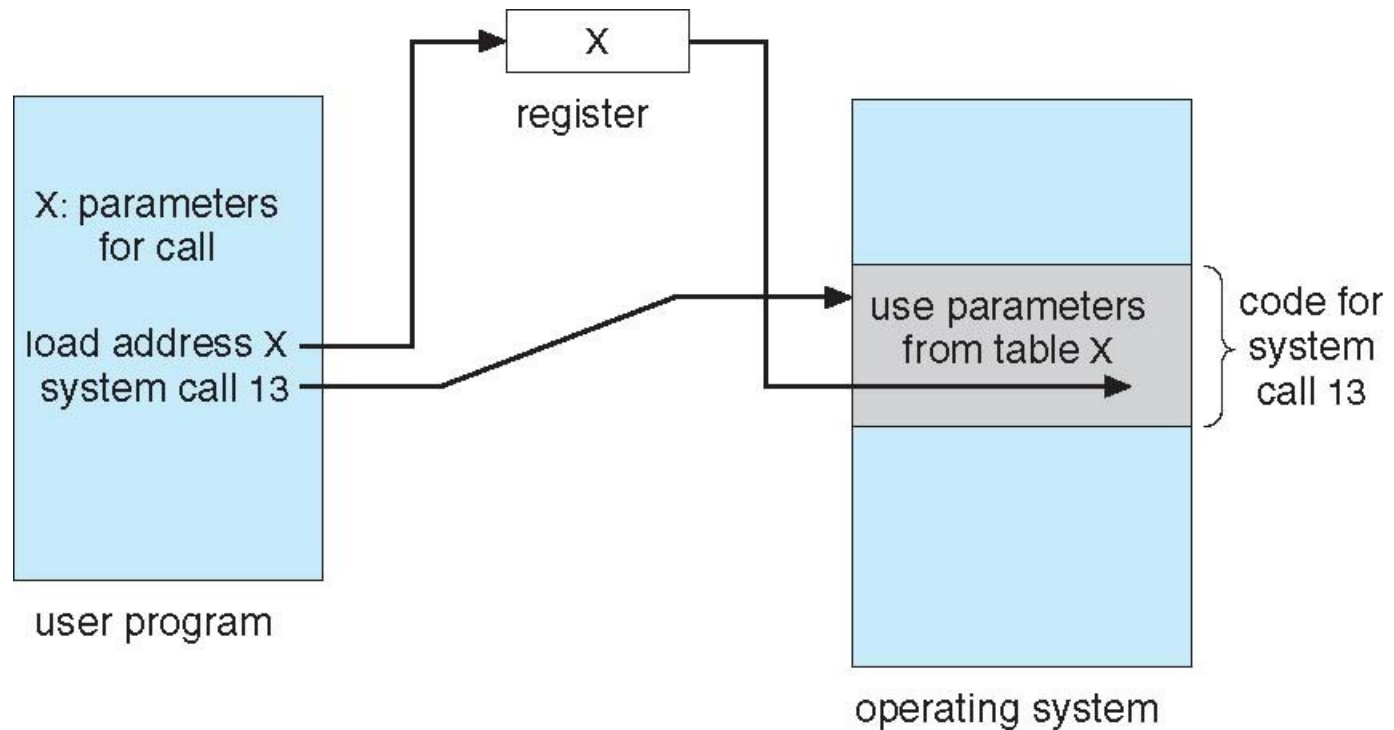 X
register
X: parameters
for call
load address X
system call 13
user program
use parameters
from table X
code for
system
call 13
operating system